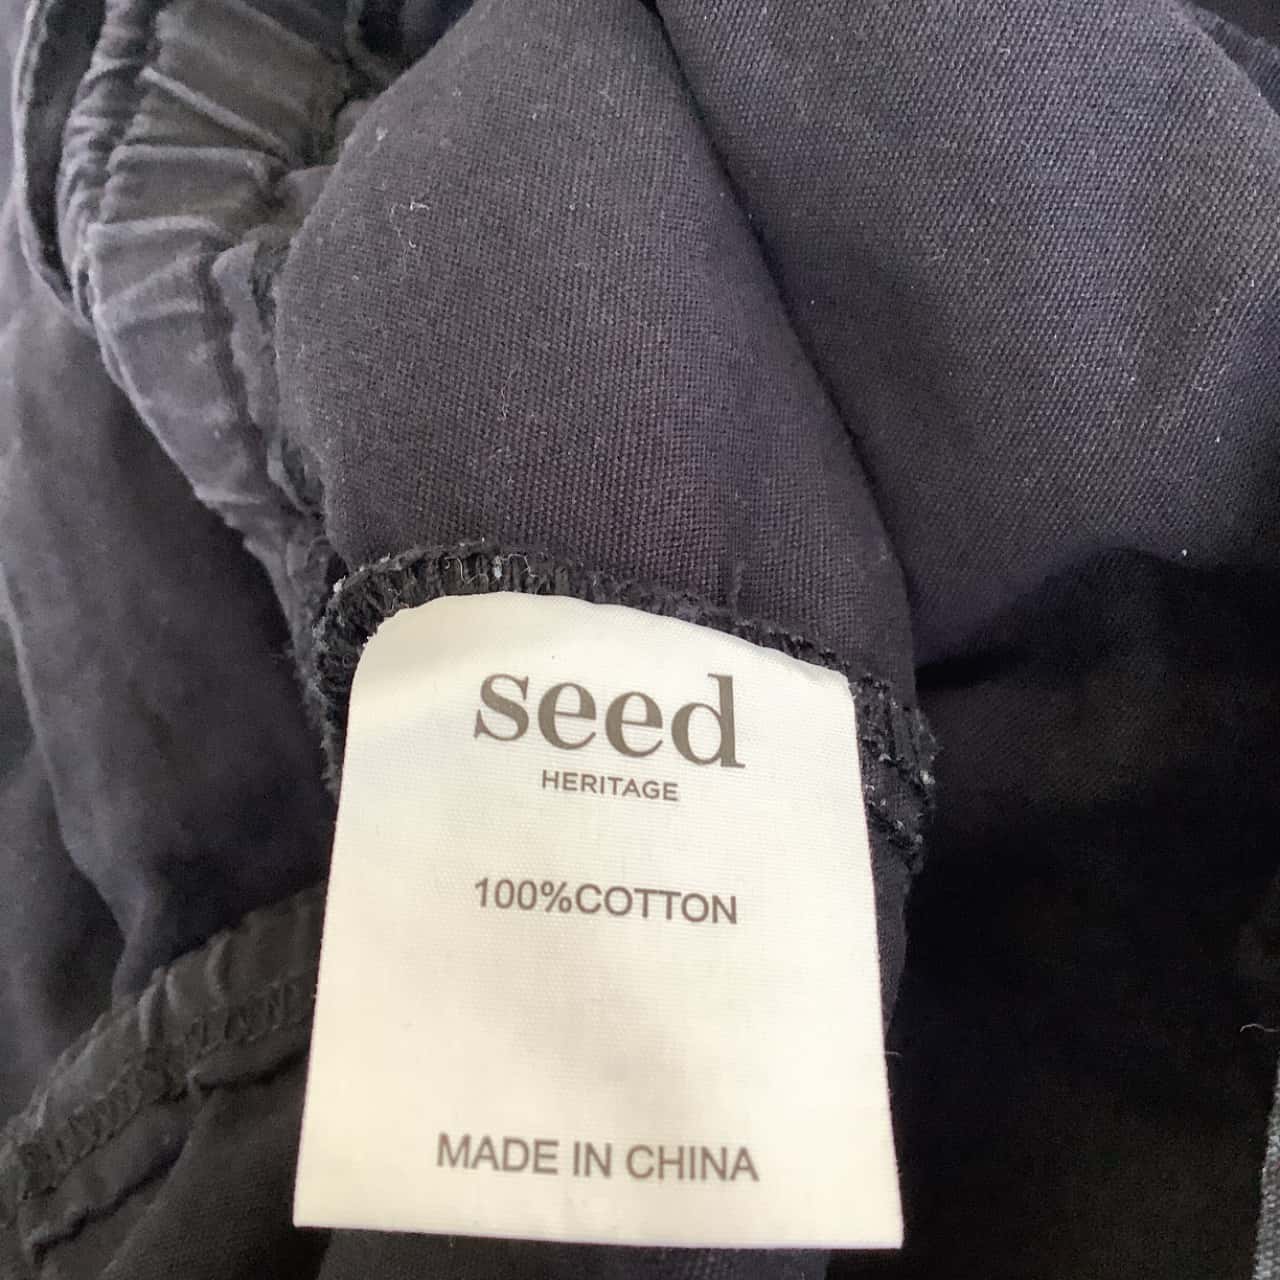 seed
HERITAGE
100%COTTON
MADE IN CHINA